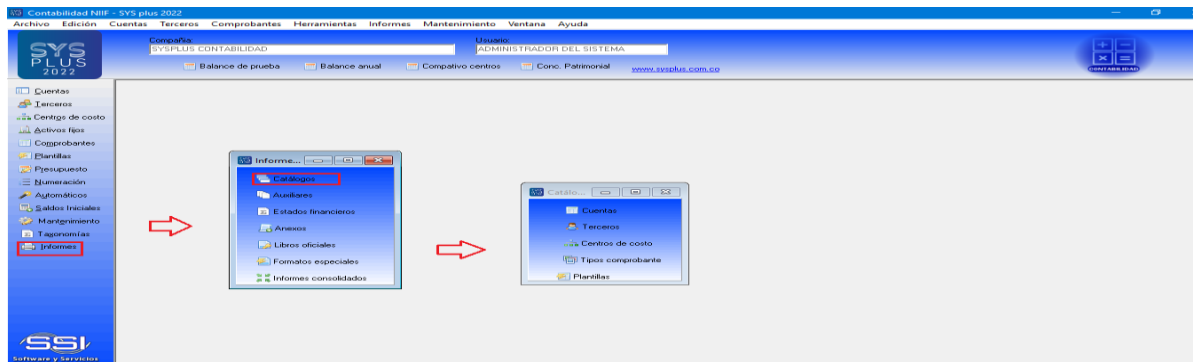 Contabilidad NIIF - SYS plus 2022
Archivo Edición Cuentas Terceros Comprobantes Herramientas Informes Mantenimiento Ventana Ayuda
SYS
PLUS
2022
Compañia:
SYSPLUS CONTABILIDAD
Usuario:
ADMINISTRADOR DEL SISTEMA
Balance de prueba Balance anual Compativo centros Conc. Patrimonial www.sysplus.com.co
CONTABILIDAD
Cuentas
Terceros
Centros de costo
Activos fijos
Comprobantes
Plantillas
Presupuesto
Numeración
Automáticos
Saldos Iniciales
Mantenimiento
Taxonomías
Informes
SSI
Software y Servicios
Informe...
Catálogos
Auxiliares
Estados financieros
Anexos
Libros oficiales
Formatos especiales
Informes consolidados
Catálo...
Cuentas
Terceros
Centros de costo
Tipos comprobante
Plantillas